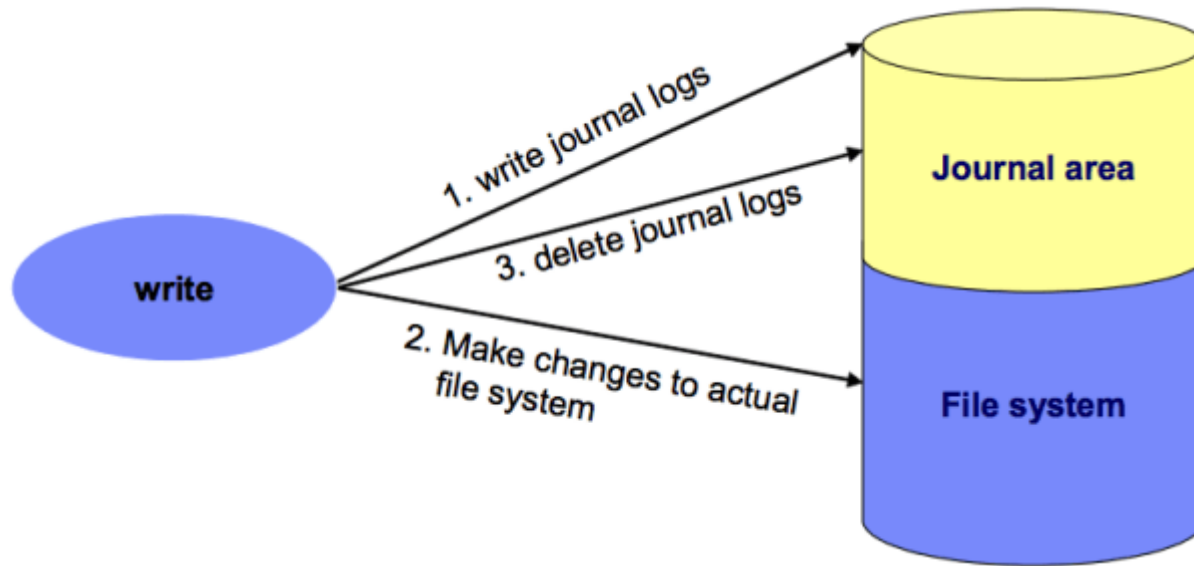 1. write journal logs
Journal area
3. delete journal logs
write
2. Make changes to actual
file system
File system